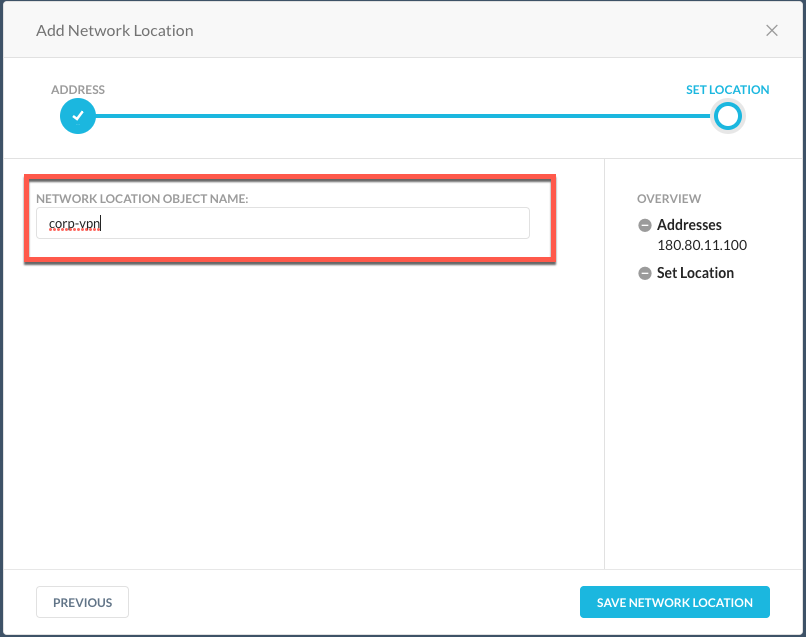 Add Network Location
ADDRESS
SET LOCATION
NETWORK LOCATION OBJECT NAME:
corp-vpn
OVERVIEW
Addresses
180.80.11.100
Set Location
PREVIOUS
SAVE NETWORK LOCATION